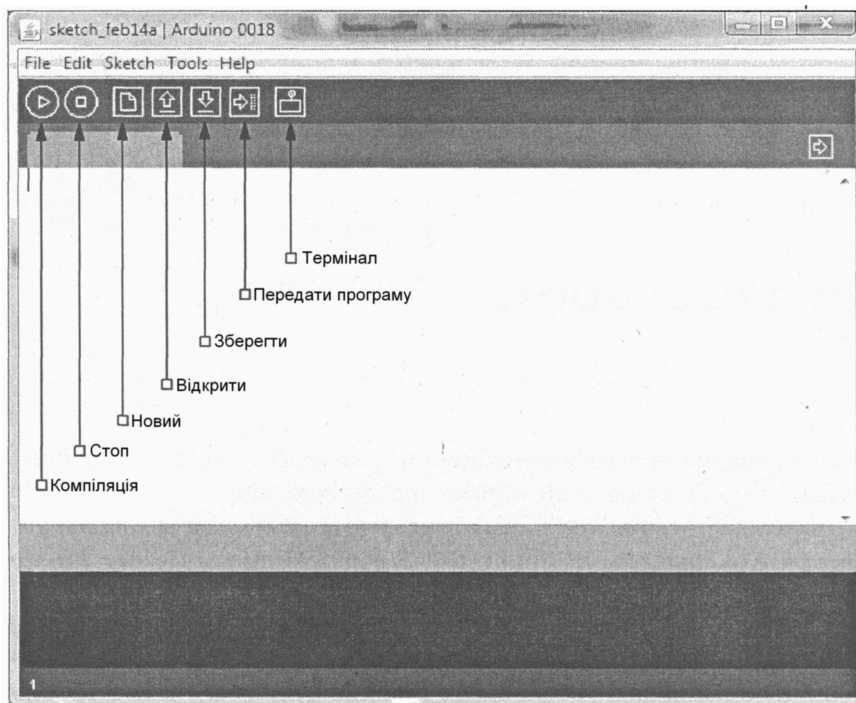 sketch_feb14a | Arduino 0018
File Edit Sketch Tools Help
Термінал
Передати програму
Зберегти
Відкрити
Новий
Стоп
Компіляція
1